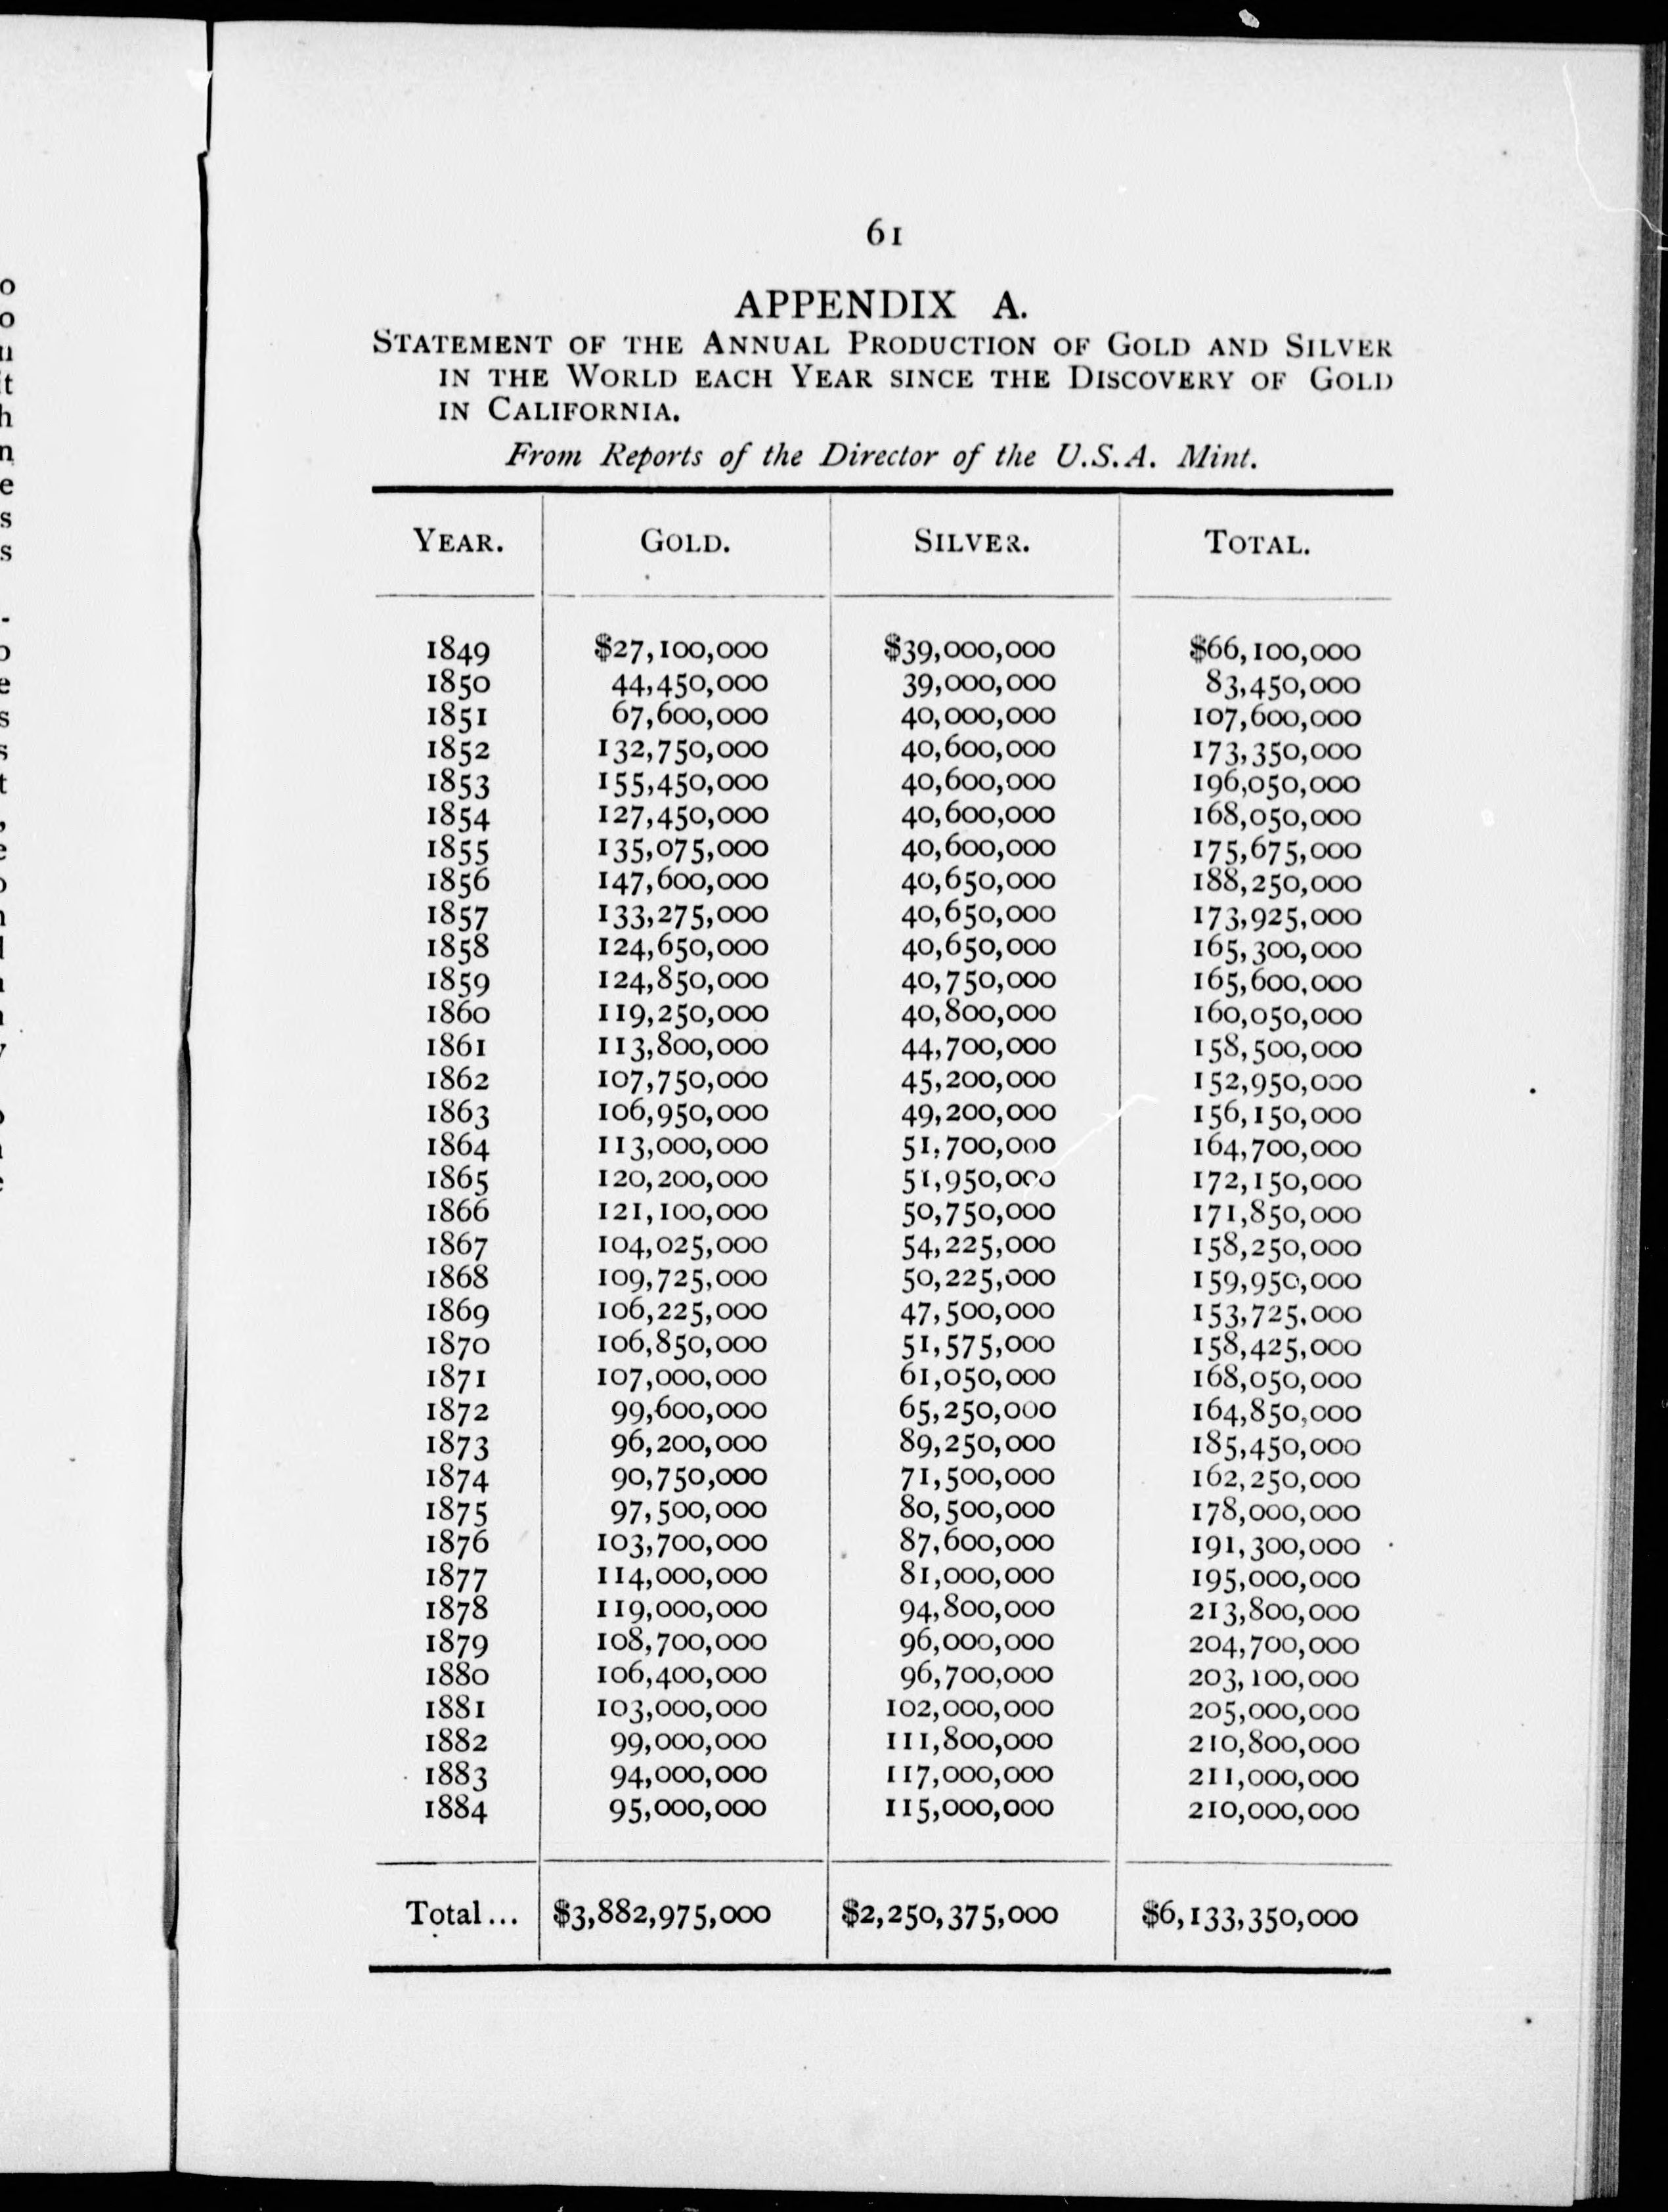 61
APPENDIX A.
STATEMENT OF THE ANNUAL PRODUCTION OF GOLD AND SILVER
IN THE WORLD EACH YEAR SINCE THE DISCOVERY OF GOLD
IN CALIFORNIA.
From Reports of the Director of the U.S.A. Mint.
YEAR. GOLD. SILVER. TOTAL.
1849 $27,100,000 $39,000,000 $66,100,000
1850 44,450,000 39,000,000 83,450,000
1851 67,600,000 40,000,000 107,600,000
1852 132,750,000 40,600,000 173,350,000
1853 155,450,000 40,600,000 196,050,000
1854 127,450,000 40,600,000 168,050,000
1855 135,075,000 40,600,000 175,675,000
1856 147,600,000 40,650,000 188,250,000
1857 133,275,000 40,650,000 173,925,000
1858 124,650,000 40,650,000 165,300,000
1859 124,850,000 40,750,000 165,600,000
1860 119,250,000 40,800,000 160,050,000
1861 113,800,000 44,700,000 158,500,000
1862 107,750,000 45,200,000 152,950,000
1863 106,950,000 49,200,000 156,150,000
1864 113,000,000 51,700,000 164,700,000
1865 120,200,000 51,950,000 172,150,000
1866 121,100,000 50,750,000 171,850,000
1867 104,025,000 54,225,000 158,250,000
1868 109,725,000 50,225,000 159,950,000
1869 106,225,000 47,500,000 153,725,000
1870 106,850,000 51,575,000 158,425,000
1871 107,000,000 61,050,000 168,050,000
1872 99,600,000 65,250,000 164,850,000
1873 96,200,000 89,250,000 185,450,000
1874 90,750,000 71,500,000 162,250,000
1875 97,500,000 80,500,000 178,000,000
1876 103,700,000 87,600,000 191,300,000
1877 114,000,000 81,000,000 195,000,000
1878 119,000,000 94,800,000 213,800,000
1879 108,700,000 96,000,000 204,700,000
1880 106,400,000 96,700,000 203,100,000
1881 103,000,000 102,000,000 205,000,000
1882 99,000,000 111,800,000 210,800,000
1883 94,000,000 117,000,000 211,000,000
1884 95,000,000 115,000,000 210,000,000
Total... $3,882,975,000 $2,250,375,000 $6,133,350,000